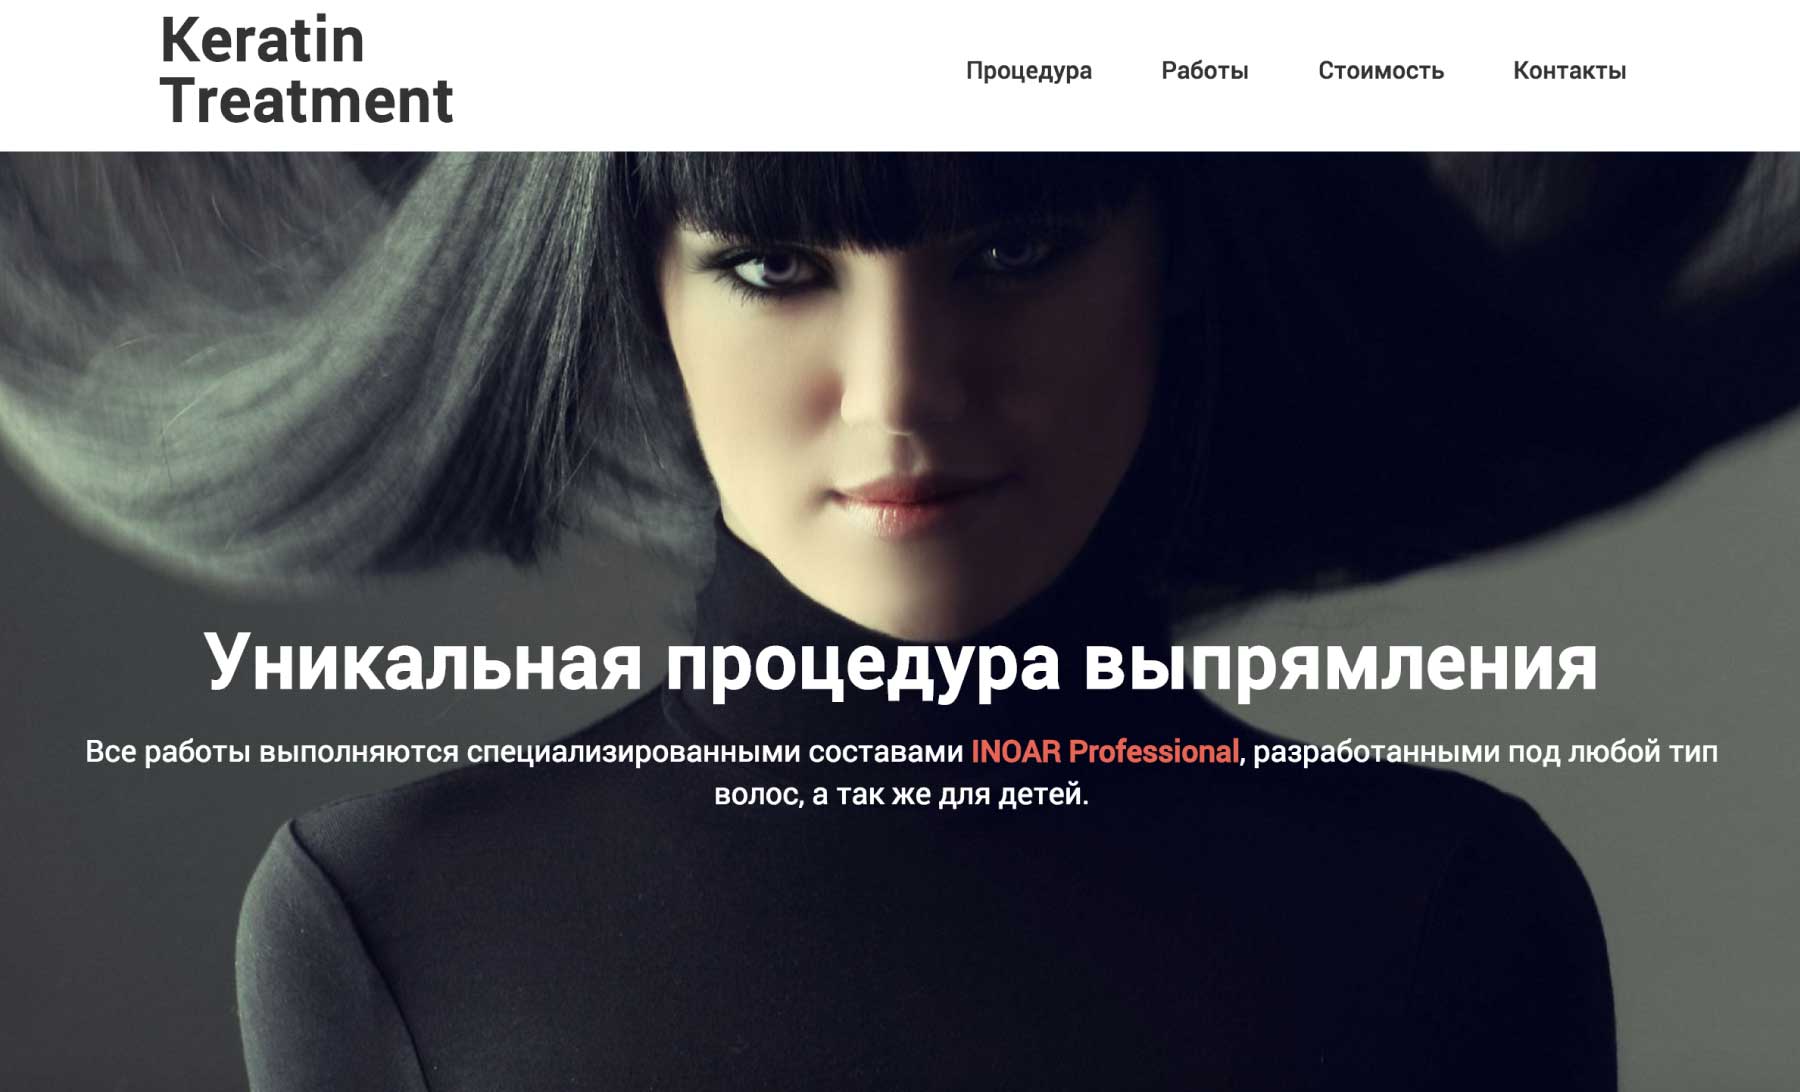 Keratin
Treatment
Процедура Работы Стоимость Контакты
Уникальная процедура выпрямления
Все работы выполняются специализированными составами INOAR Professional, разработанными под любой тип
волос, а так же для детей.